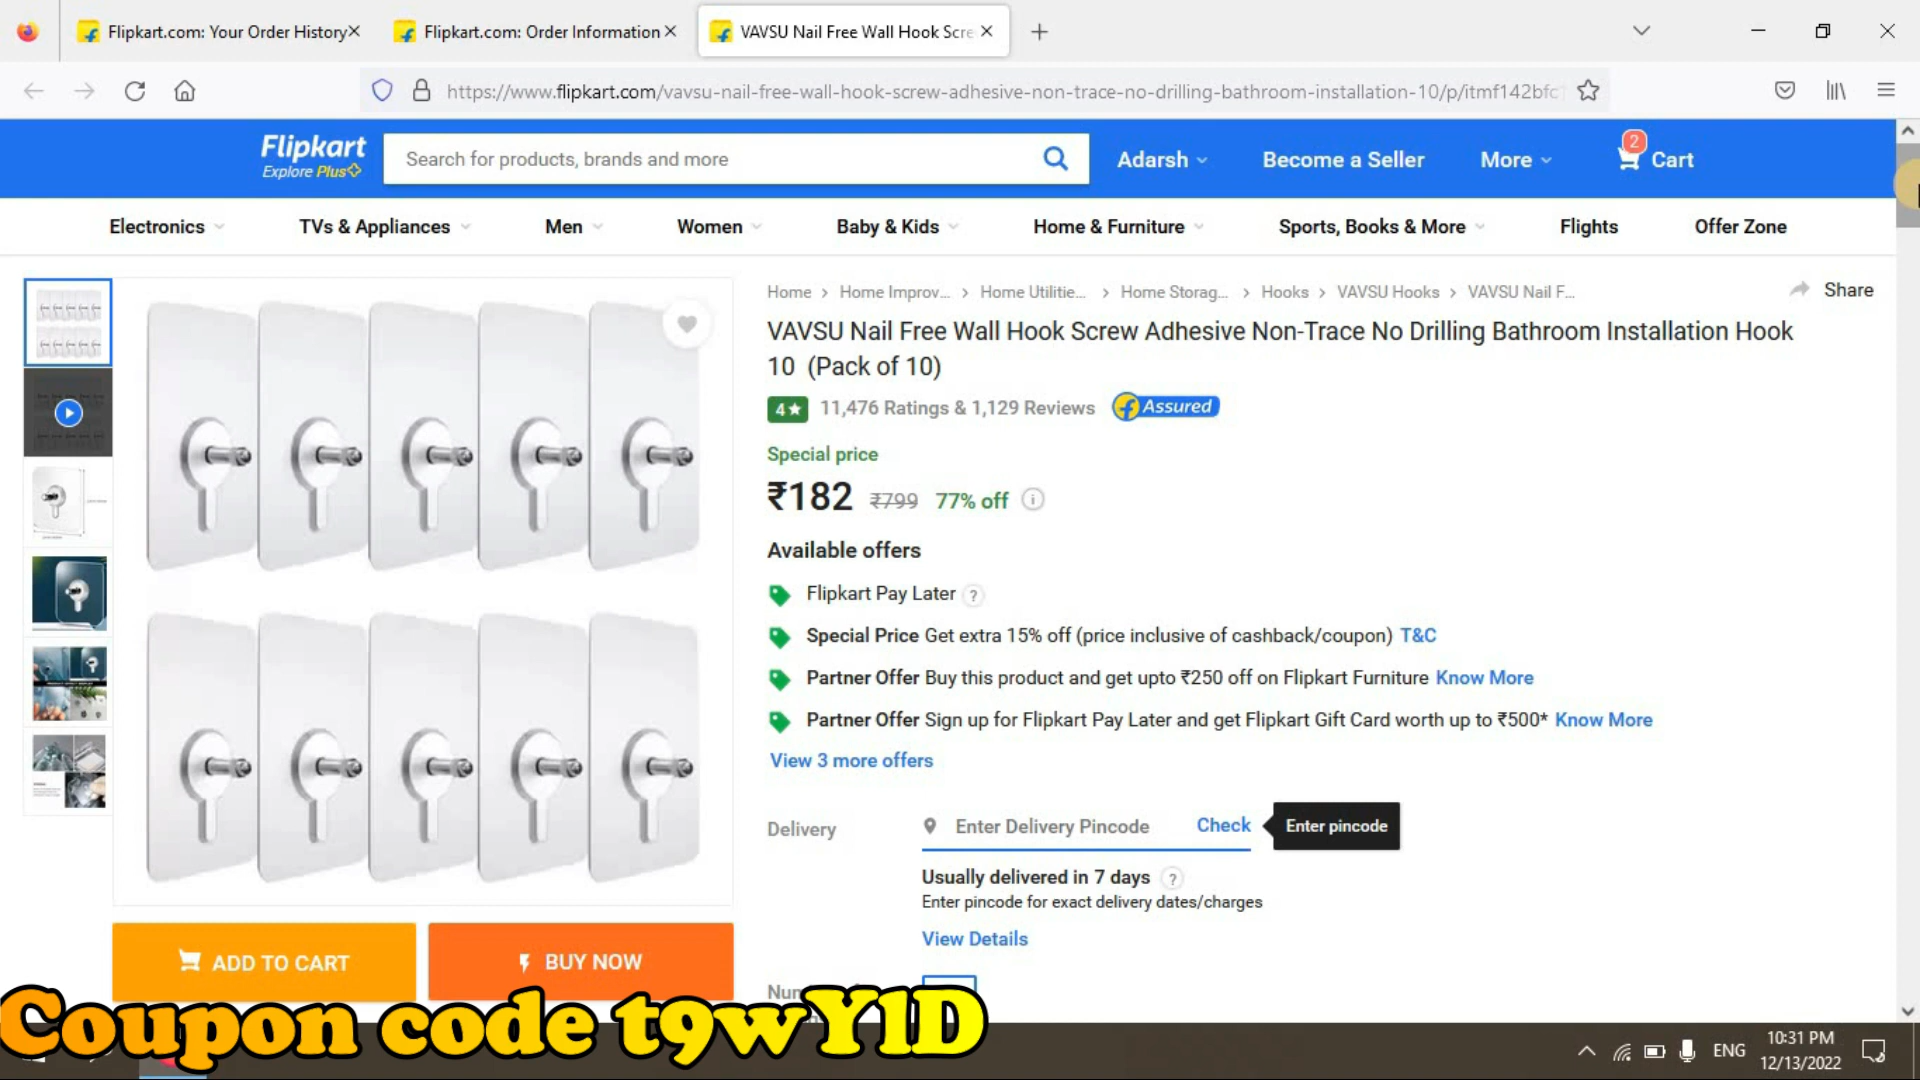 Flipkart.com: Your Order History
Flipkart.com: Order Information
VAVSU Nail Free Wall Hook Scre
https://www.flipkart.com/vavsu-nail-free-wall-hook-screw-adhesive-non-trace-no-drilling-bathroom-installation-10/p/itmf142bfc
Flipkart
Explore Plus
Search for products, brands and more
Adarsh
Become a Seller
More
2
Cart
Electronics
TVs & Appliances
Men
Women
Baby & Kids
Home & Furniture
Sports, Books & More
Flights
Offer Zone
Home > Home Improv... > Home Utilitie... > Home Storag... > Hooks > VAVSU Hooks > VAVSU Nail F...
Share
VAVSU Nail Free Wall Hook Screw Adhesive Non-Trace No Drilling Bathroom Installation Hook
10 (Pack of 10)
4★ 11,476 Ratings & 1,129 Reviews
Assured
Special price
₹182 ₹799 77% off
Available offers
Flipkart Pay Later ?
Special Price Get extra 15% off (price inclusive of cashback/coupon) T&C
Partner Offer Buy this product and get upto ₹250 off on Flipkart Furniture Know More
Partner Offer Sign up for Flipkart Pay Later and get Flipkart Gift Card worth up to ₹500* Know More
View 3 more offers
Delivery
Enter Delivery Pincode
Check
Enter pincode
Usually delivered in 7 days ?
Enter pincode for exact delivery dates/charges
View Details
ADD TO CART
BUY NOW
Coupon code t9wY1D
ENG
10:31 PM
12/13/2022